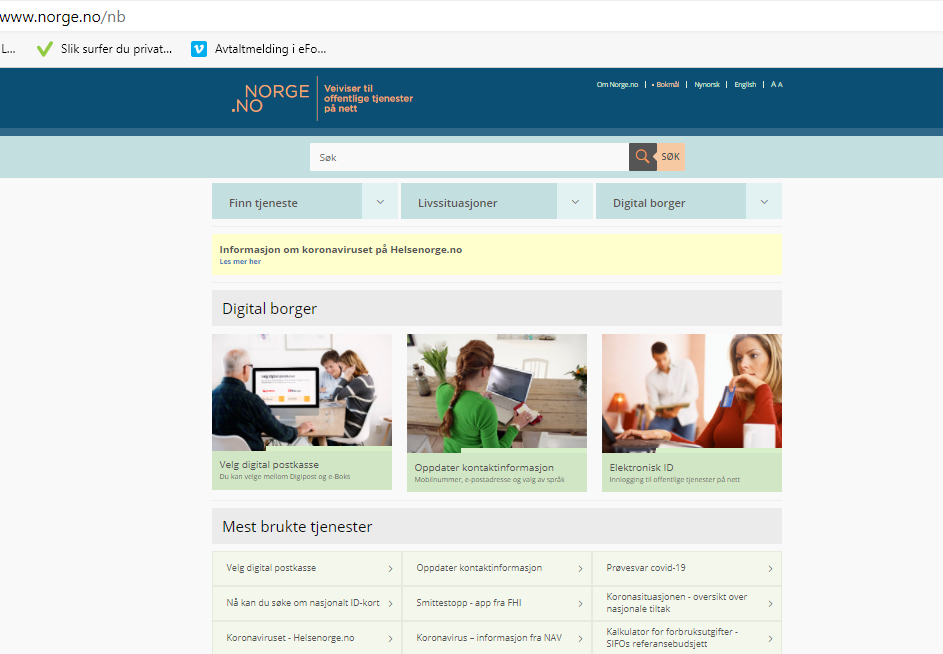 www.norge.no/nb
L... Slik surfer du privat... Avtaltmelding i eFo...
NORGE
.NO
Veiviser til
offentlige tjenester
på nett
Om Norge.no | • Bokmål | Nynorsk | English | A A
Søk SØK
Finn tjeneste Livssituasjoner Digital borger
Informasjon om koronaviruset på Helsenorge.no
Les mer her
Digital borger
Velg digital postkasse
Du kan velge mellom Digipost og e-Boks
Oppdater kontaktinformasjon
Mobilnummer, e-postadresse og valg av språk
Elektronisk ID
Innlogging til offentlige tjenester på nett
Mest brukte tjenester
Velg digital postkasse
Oppdater kontaktinformasjon
Prøvesvar covid-19
Nå kan du søke om nasjonalt ID-kort
Smittestopp - app fra FHI
Koronasituasjonen - oversikt over
nasjonale tiltak
Koronaviruset - Helsenorge.no
Koronavirus – informasjon fra NAV
Kalkulator for forbruksutgifter -
SIFOs referansebudsjett